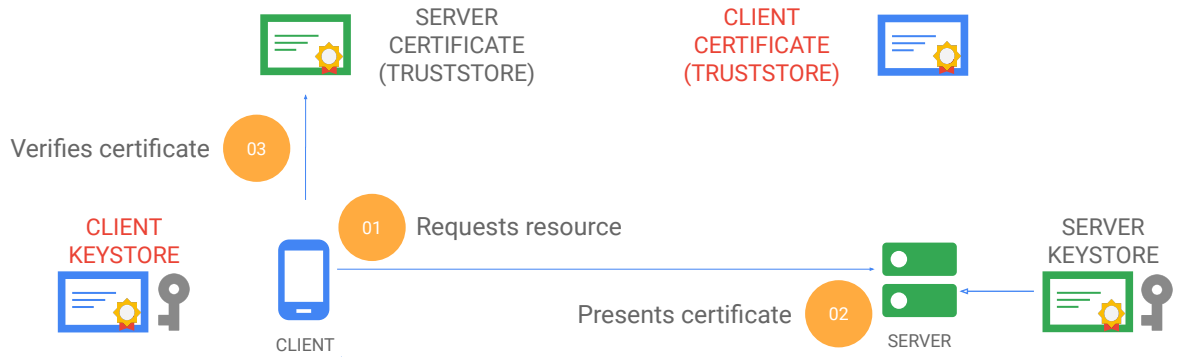 SERVER
CERTIFICATE
(TRUSTSTORE)
CLIENT
CERTIFICATE
(TRUSTSTORE)
Verifies certificate
03
CLIENT
KEYSTORE
01
Requests resource
SERVER
KEYSTORE
Presents certificate
02
CLIENT
SERVER